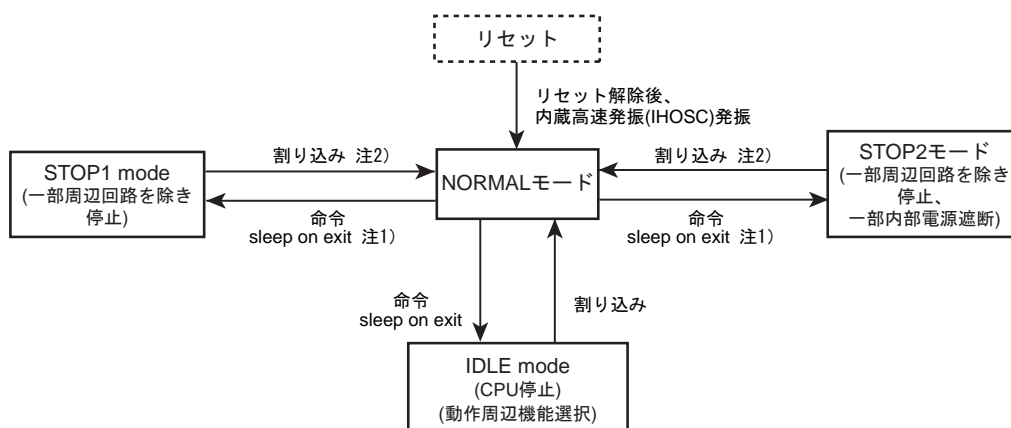 リセット
リセット解除後、
内蔵高速発振(IHOSC)発振
STOP1 mode
(一部周辺回路を除き
停止)
割り込み 注2)
命令
sleep on exit 注1)
NORMALモード
割り込み 注2)
命令
sleep on exit 注1)
STOP2モード
(一部周辺回路を除き
停止、
一部内部電源遮断)
命令
sleep on exit
割り込み
IDLE mode
(CPU停止)
(動作周辺機能選択)